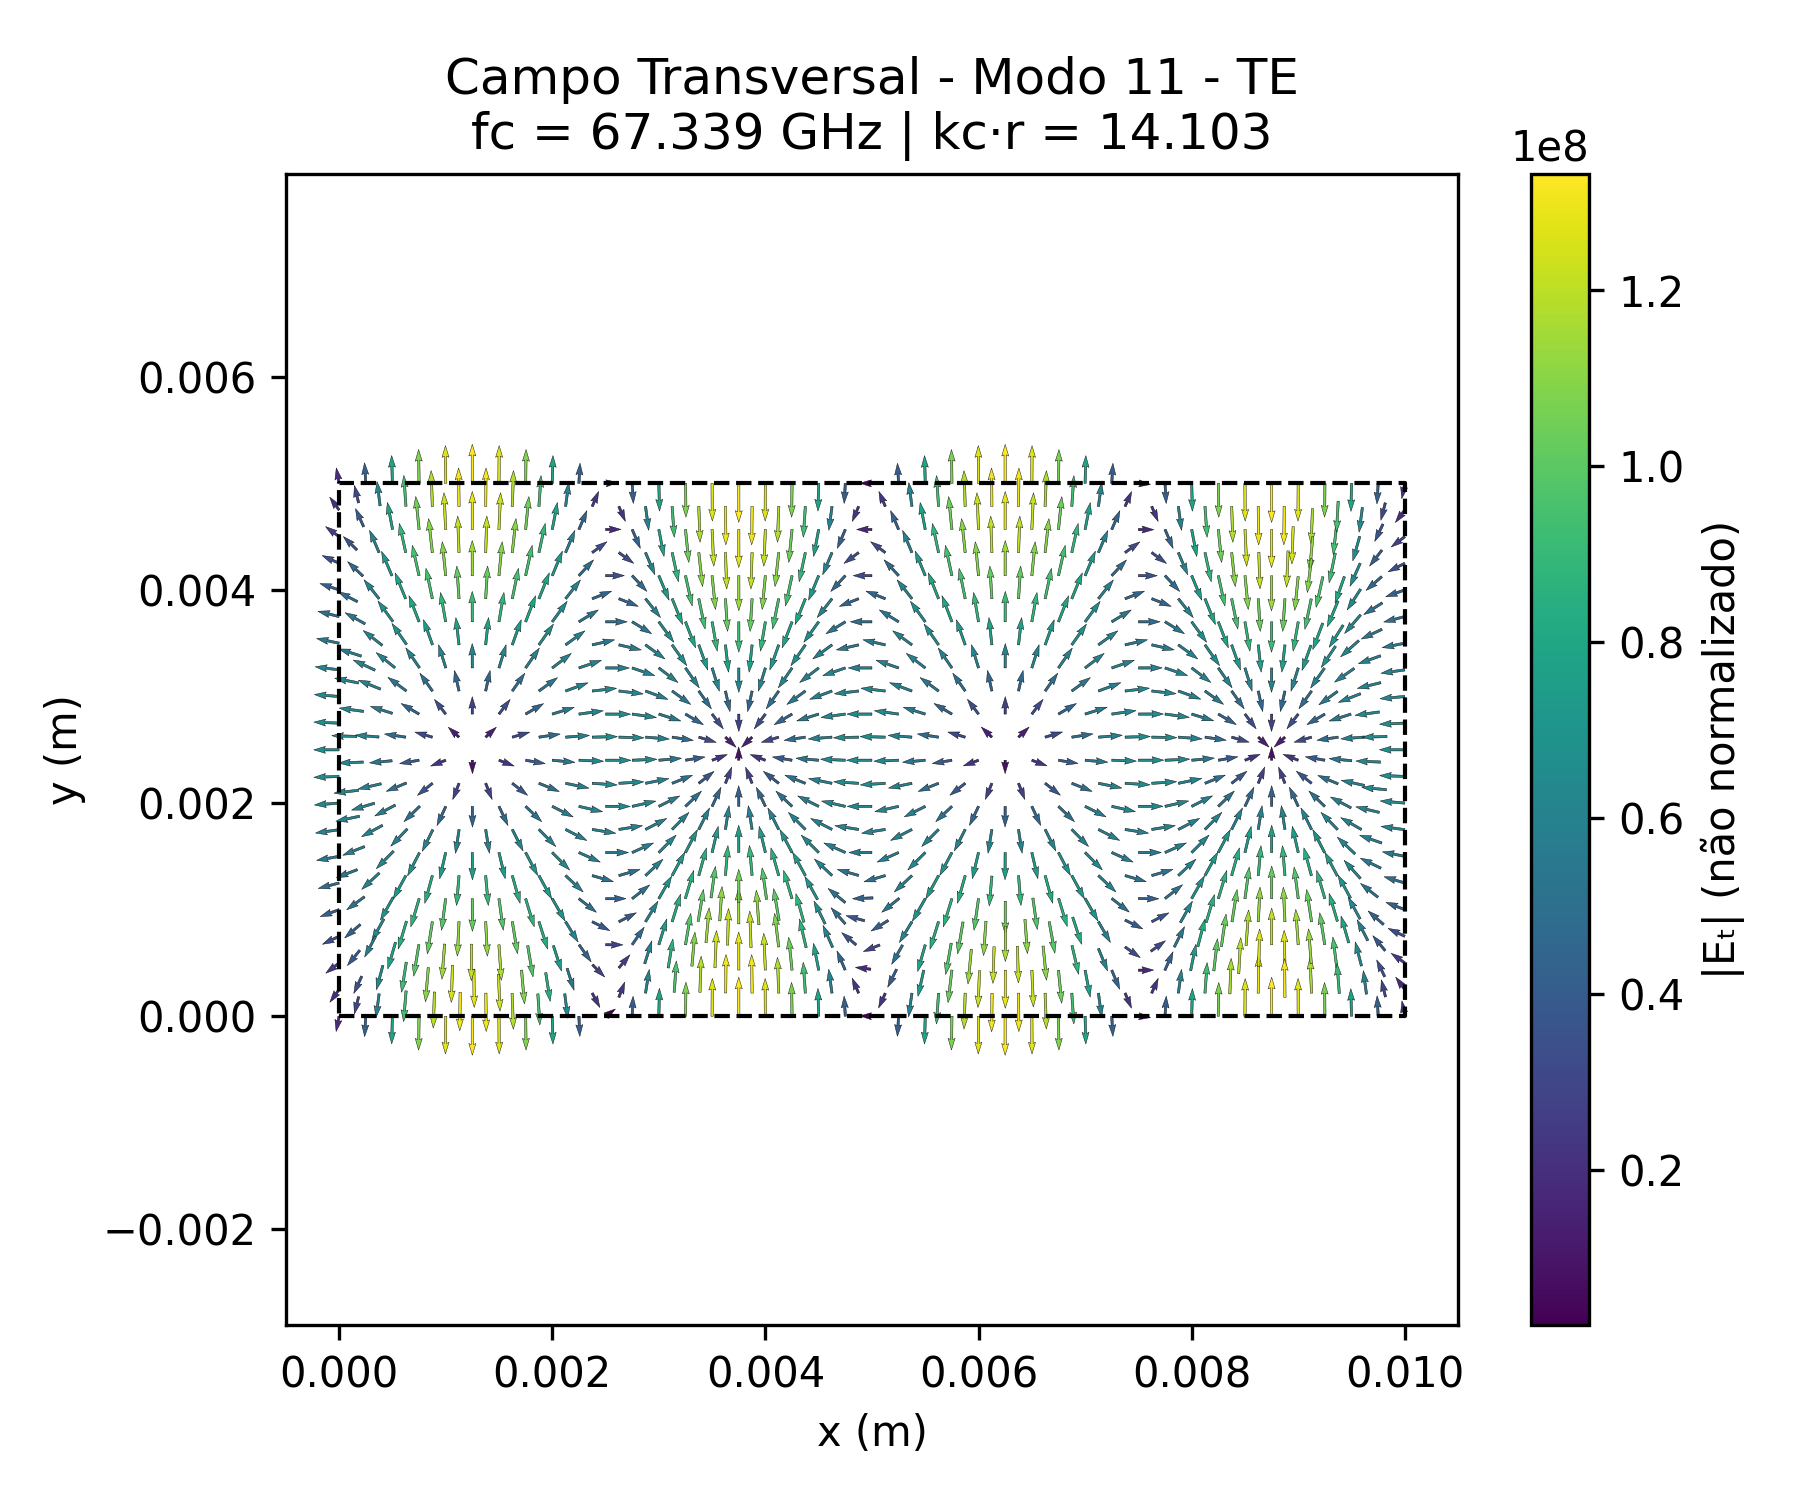 Campo Transversal - Modo 11 - TE
fc = 67.339 GHz | kc·r = 14.103
1e8
1.2
1.0
0.8
0.6
0.4
0.2
|Eₜ| (não normalizado)
0.006
0.004
0.002
0.000
−0.002
y (m)
0.000 0.002 0.004 0.006 0.008 0.010
x (m)